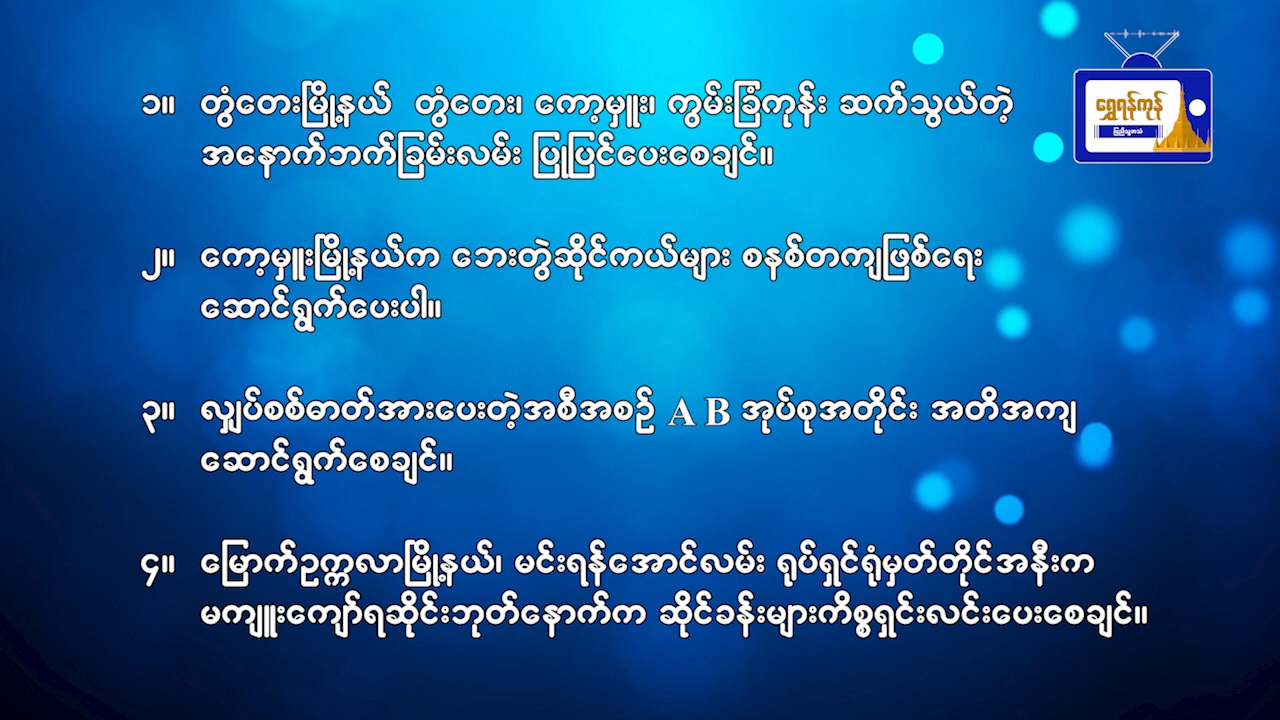 ရွှေရန်ကုန်
ပြည်သူ့အသံ
၁။ တွံတေးမြို့နယ် တွံတေး၊ ကော့မှူး၊ ကွမ်းခြံကုန်း ဆက်သွယ်တဲ့
အနောက်ဘက်ခြမ်းလမ်း ပြုပြင်ပေးစေချင်။
၂။ ကော့မှူးမြို့နယ်က ဘေးတွဲဆိုင်ကယ်များ စနစ်တကျဖြစ်ရေး
ဆောင်ရွက်ပေးပါ။
၃။ လျှပ်စစ်ဓာတ်အားပေးတဲ့အစီအစဉ် A B အုပ်စုအတိုင်း အတိအကျ
ဆောင်ရွက်စေချင်။
၄။ မြောက်ဥက္ကလာမြို့နယ်၊ မင်းရန်အောင်လမ်း ရုပ်ရှင်ရုံမှတ်တိုင်အနီးက
မကျူးကျော်ရဆိုင်းဘုတ်နောက်က ဆိုင်ခန်းများကိစ္စရှင်းလင်းပေးစေချင်။